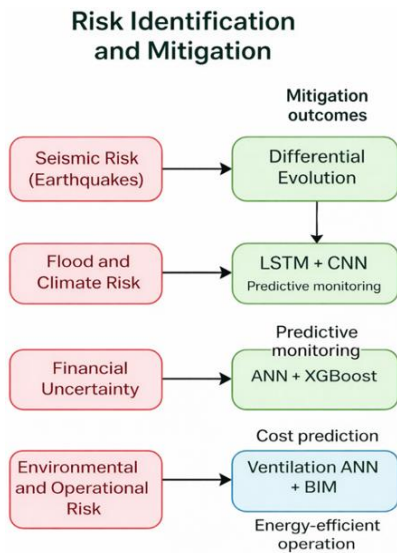 Risk Identification
and Mitigation
Mitigation
outcomes
Seismic Risk
(Earthquakes)
Differential
Evolution
Flood and
Climate Risk
LSTM + CNN
Predictive monitoring
Financial
Uncertainty
Predictive
monitoring
ANN + XGBoost
Cost prediction
Environmental
and Operational
Risk
Ventilation ANN
+ BIM
Energy-efficient
operation